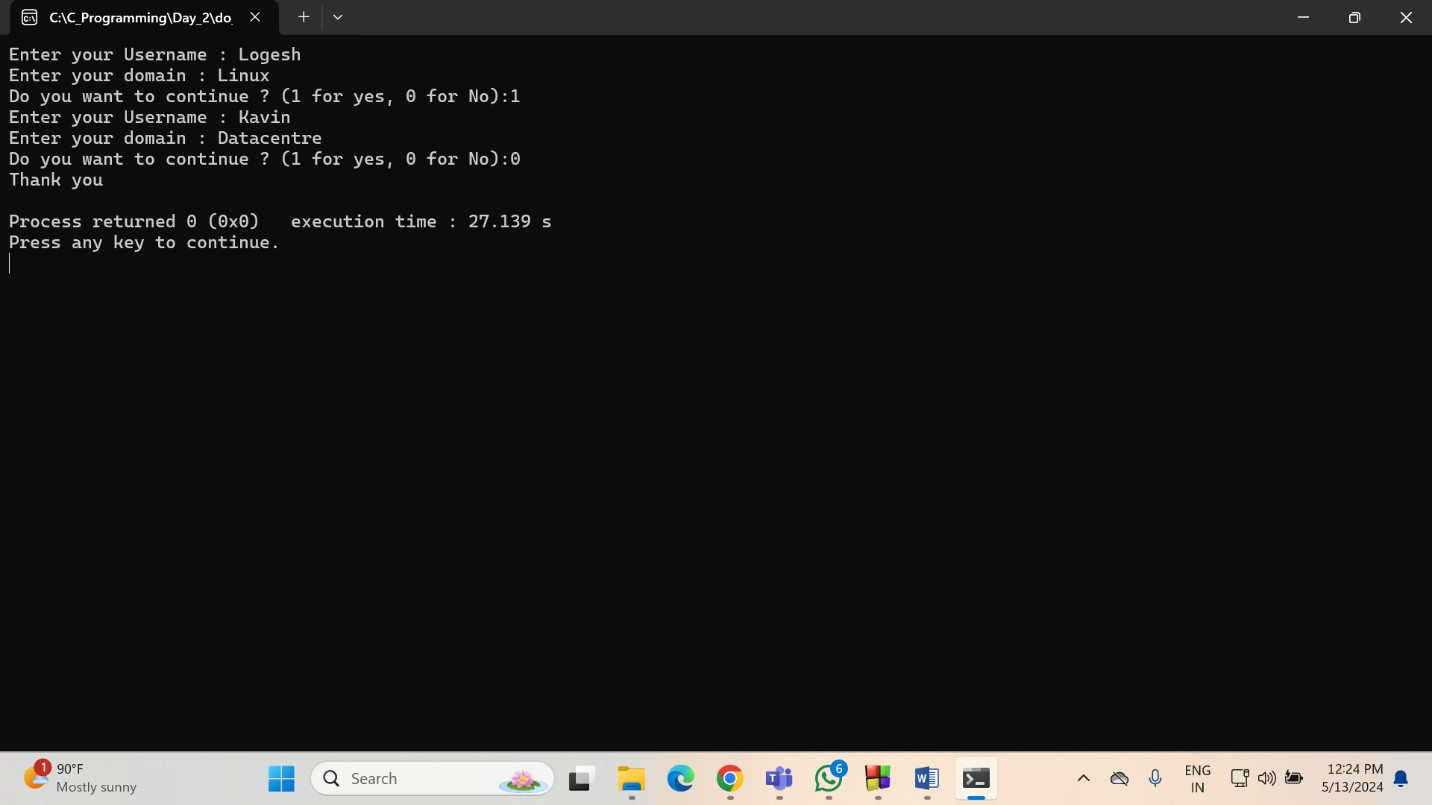 C:\C_Programming\Day_2\do_
Enter your Username : Logesh
Enter your domain : Linux
Do you want to continue ? (1 for yes, 0 for No):1
Enter your Username : Kavin
Enter your domain : Datacentre
Do you want to continue ? (1 for yes, 0 for No):0
Thank you
Process returned 0 (0x0)   execution time : 27.139 s
Press any key to continue.
1
90°F
Mostly sunny
Search
6
ENG
IN
12:24 PM
5/13/2024